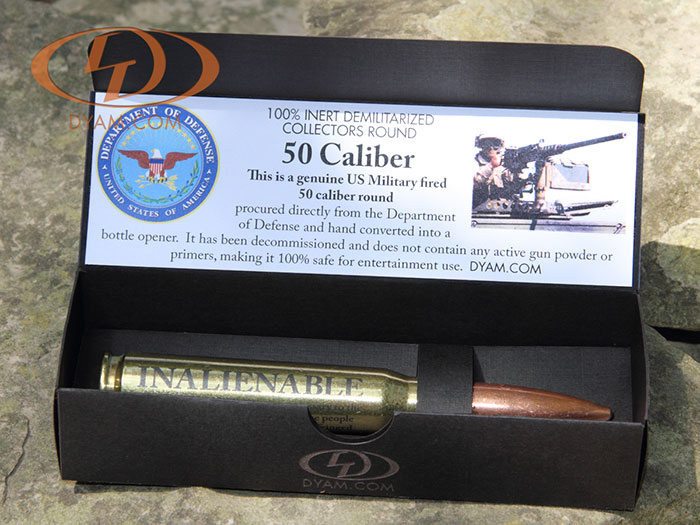 DYAM.COM
DEPARTMENT OF DEFENSE
UNITED STATES OF AMERICA
100% INERT DEMILITARIZED
COLLECTORS ROUND
50 Caliber
This is a genuine US Military fired
50 caliber round
procured directly from the Department
of Defense and hand converted into a
bottle opener. It has been decommissioned and does not contain any active gun powder or
primers, making it 100% safe for entertainment use. DYAM.COM
INALIENABLE
people
DYAM.COM